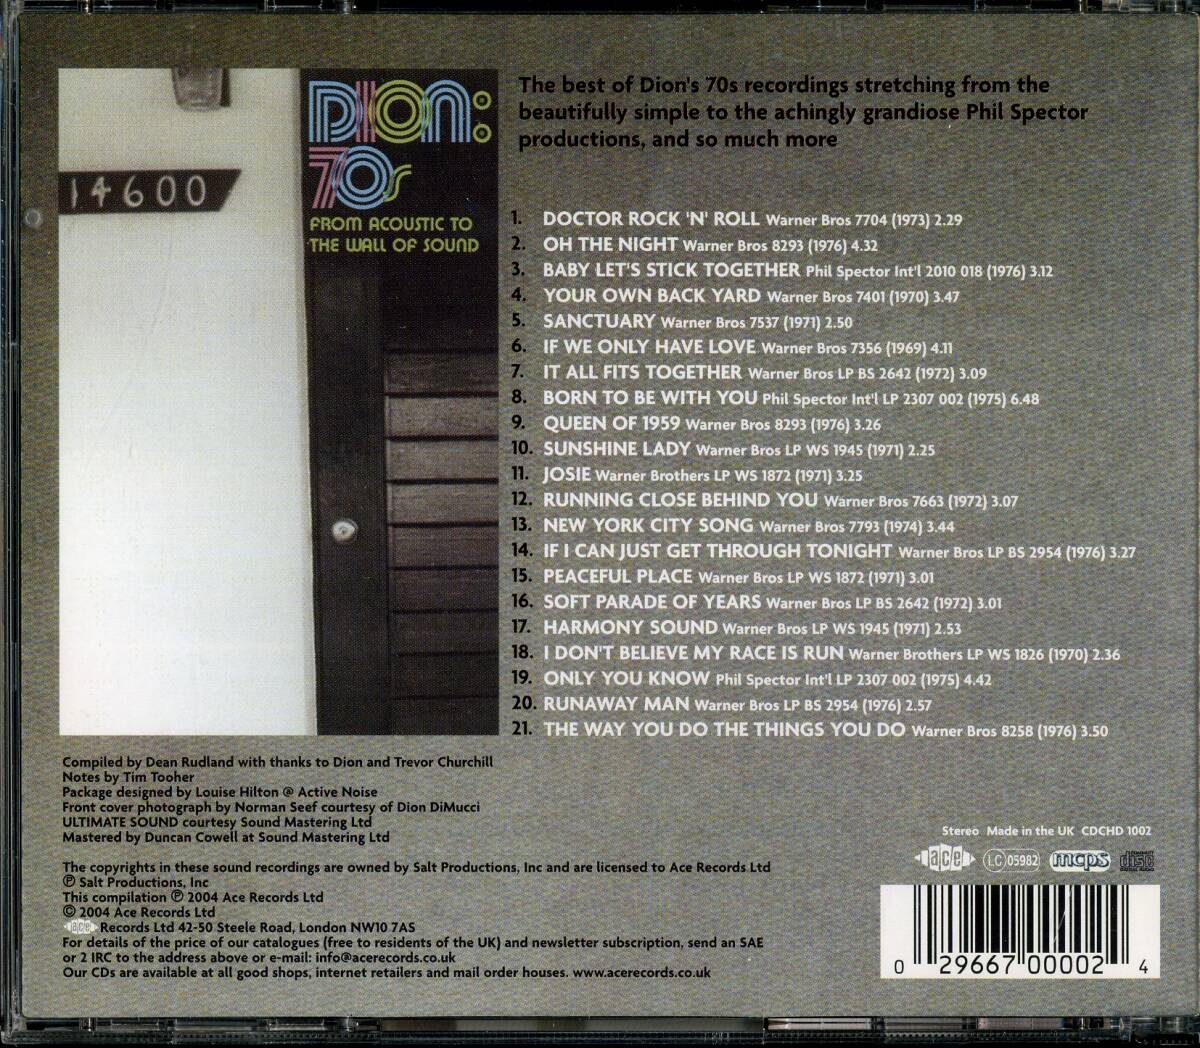 14600
DION:
70s
FROM ACOUSTIC TO
THE WALL OF SOUND
The best of Dion's 70s recordings stretching from the
beautifully simple to the achingly grandiose Phil Spector
productions, and so much more
1. DOCTOR ROCK 'N' ROLL Warner Bros 7704 (1973) 2.29
2. OH THE NIGHT Warner Bros 8293 (1976) 4.32
3. BABY LET'S STICK TOGETHER Phil Spector Int'l 2010 018 (1976) 3.12
4. YOUR OWN BACK YARD Warner Bros 7401 (1970) 3.47
5. SANCTUARY Warner Bros 7537 (1971) 2.50
6. IF WE ONLY HAVE LOVE Warner Bros 7356 (1969) 4.11
7. IT ALL FITS TOGETHER Warner Bros LP BS 2642 (1972) 3.09
8. BORN TO BE WITH YOU Phil Spector Int'l LP 2307 002 (1975) 6.48
9. QUEEN OF 1959 Warner Bros 8293 (1976) 3.26
10. SUNSHINE LADY Warner Bros LP WS 1945 (1971) 2.25
11. JOSIE Warner Brothers LP WS 1872 (1971) 3.25
12. RUNNING CLOSE BEHIND YOU Warner Bros 7663 (1972) 3.07
13. NEW YORK CITY SONG Warner Bros 7793 (1974) 3.44
14. IF I CAN JUST GET THROUGH TONIGHT Warner Bros LP BS 2954 (1976) 3.27
15. PEACEFUL PLACE Warner Bros LP WS 1872 (1971) 3.01
16. SOFT PARADE OF YEARS Warner Bros LP BS 2642 (1972) 3.01
17. HARMONY SOUND Warner Bros LP WS 1945 (1971) 2.53
18. I DON'T BELIEVE MY RACE IS RUN Warner Brothers LP WS 1826 (1970) 2.36
19. ONLY YOU KNOW Phil Spector Int'l LP 2307 002 (1975) 4.42
20. RUNAWAY MAN Warner Bros LP BS 2954 (1976) 2.57
21. THE WAY YOU DO THE THINGS YOU DO Warner Bros 8258 (1976) 3.50
Compiled by Dean Rudland with thanks to Dion and Trevor Churchill
Notes by Tim Tooher
Package designed by Louise Hilton @ Active Noise
Front cover photograph by Norman Seef courtesy of Dion DiMucci
ULTIMATE SOUND courtesy Sound Mastering Ltd
Mastered by Duncan Cowell at Sound Mastering Ltd
The copyrights in these sound recordings are owned by Salt Productions, Inc and are licensed to Ace Records Ltd
℗ Salt Productions, Inc
This compilation ℗ 2004 Ace Records Ltd
© 2004 Ace Records Ltd
ace Records Ltd 42-50 Steele Road, London NW10 7AS
For details of the price of our catalogues (free to residents of the UK) and newsletter subscription, send an SAE
or 2 IRC to the address above or e-mail: info@acerecords.co.uk
Our CDs are available at all good shops, internet retailers and mail order houses. www.acerecords.co.uk
Stereo Made in the UK CDCHD 1002
ace LC 05982 mcps COMPACT disc DIGITAL AUDIO
0 29667 00002 4